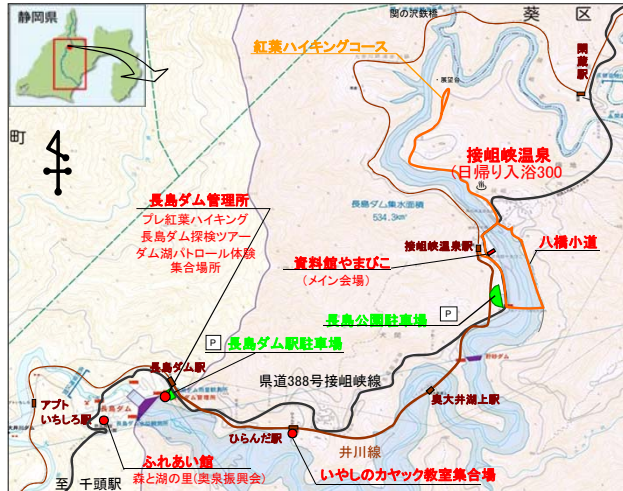 静岡県
関の沢鉄橋
葵区
紅葉ハイキングコース
・展望台
閑蔵駅
町
接岨峡温泉
(日帰り入浴300
長島ダム管理所
プレ紅葉ハイキング
長島ダム探検ツアー
ダム湖パトロール体験
集合場所
長島ダム集水面積
534.3km²
接岨峡温泉駅
八橋小道
資料館やまびこ
(メイン会場)
P
長島公園駐車場
P
長島ダム駅駐車場
長島ダム駅
県道388号接岨峡線
アプト
いちしろ駅
長島ダム
奥大井湖上駅
ひらんだ駅
井川線
ふれあい館
森と湖の里(奥泉振興会)
いやしのカヤック教室集合場
至 千頭駅